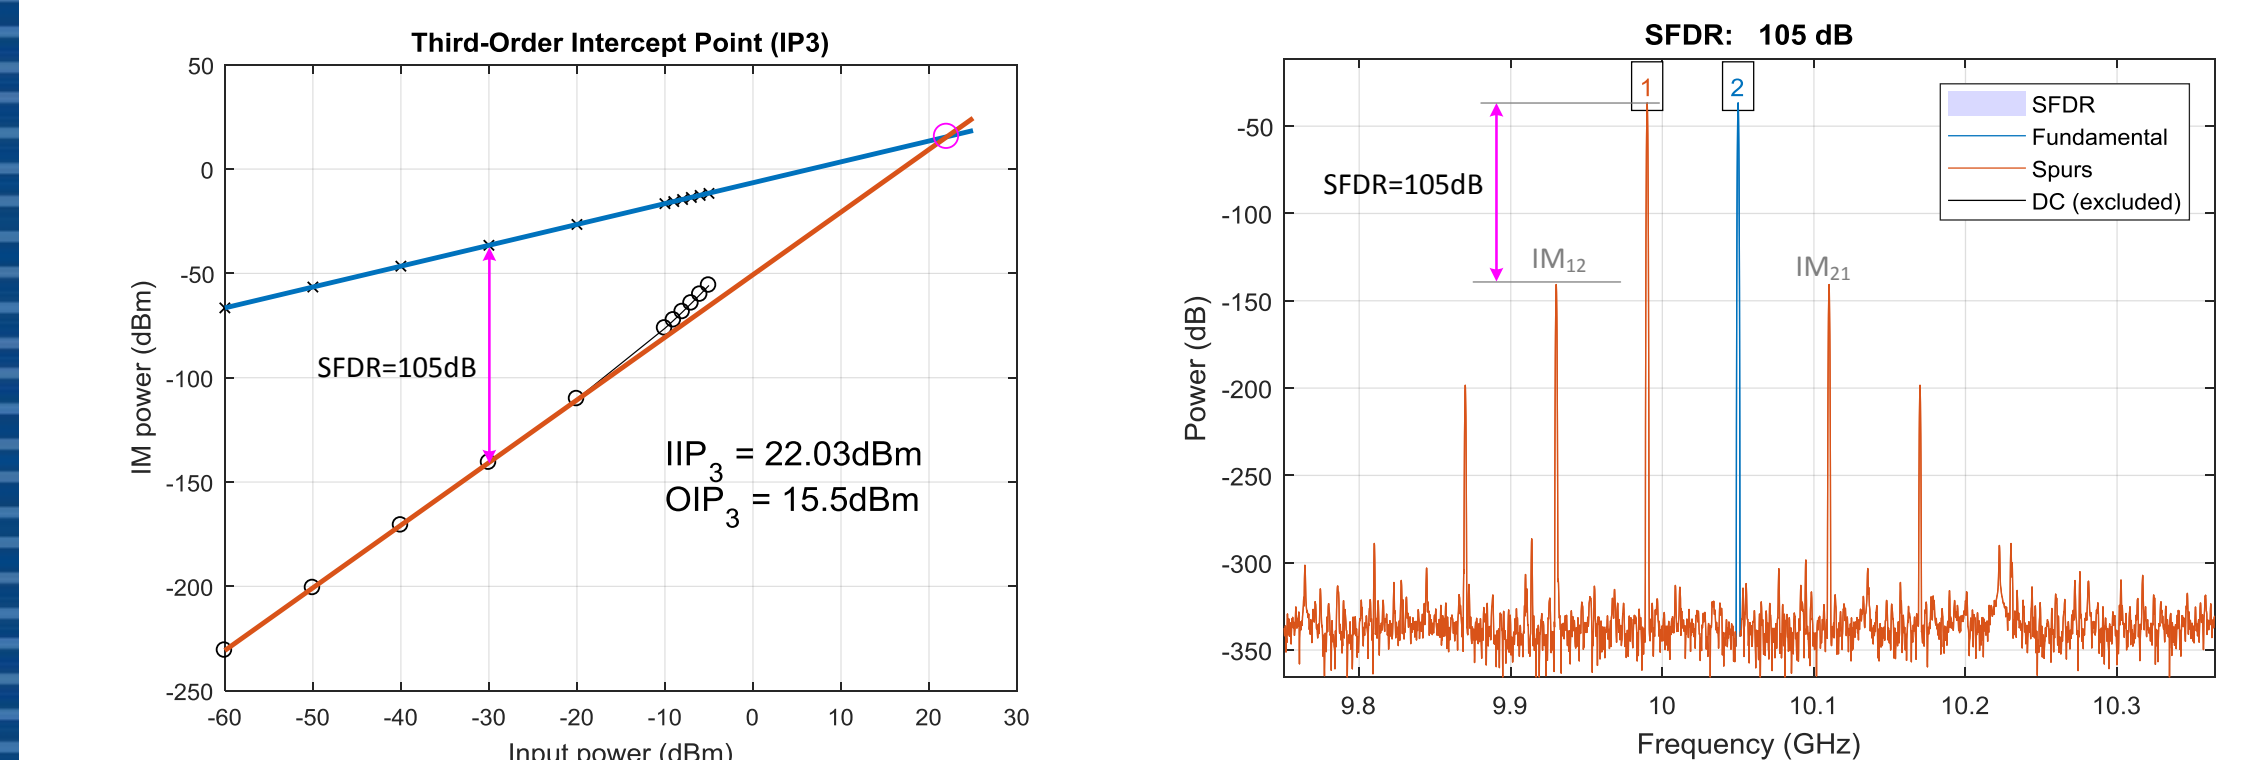 Third-Order Intercept Point (IP3)
50
0
-50
-100
-150
-200
-250
IM power (dBm)
SFDR=105dB
IIP3 = 22.03dBm
OIP3 = 15.5dBm
-60 -50 -40 -30 -20 -10 0 10 20 30
Input power (dBm)
SFDR: 105 dB
1 2
SFDR
Fundamental
Spurs
DC (excluded)
SFDR=105dB
IM12
IM21
-50
-100
-150
-200
-250
-300
-350
Power (dB)
9.8 9.9 10 10.1 10.2 10.3
Frequency (GHz)